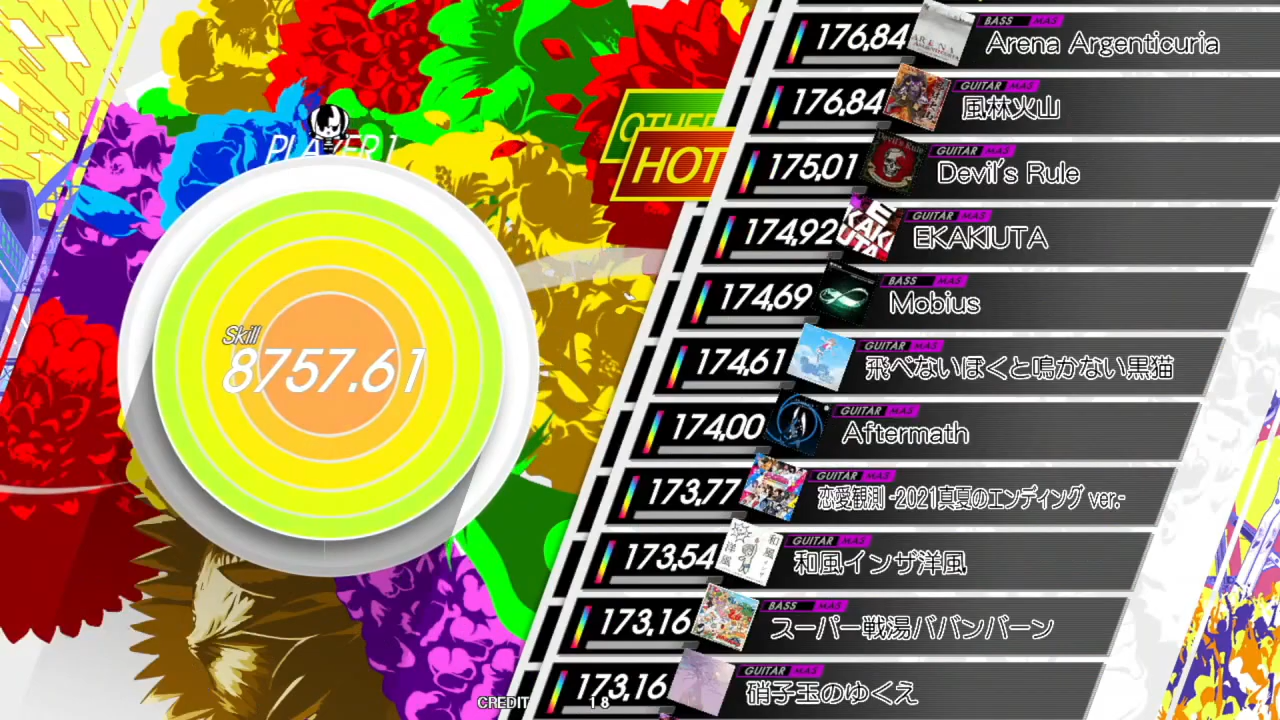 PLAYER 1
Skill
8757.61
OTHER
HOT
176.84 BASS MAS
Arena Argenticuria
176.84 GUITAR MAS
風林火山
175.01 GUITAR MAS
Devil's Rule
174.92 GUITAR MAS
EKAKIUTA
174.69 BASS MAS
Mobius
174.61 GUITAR MAS
飛べないぼくと鳴かない黒猫
174.00 GUITAR MAS
Aftermath
173.77 GUITAR MAS
恋愛観測 -2021真夏のエンディング ver.-
173.54 GUITAR MAS
和風インザ洋風
173.16 BASS MAS
スーパー戦湯ババンバーン
173.16 GUITAR MAS
硝子玉のゆくえ
CREDIT 18